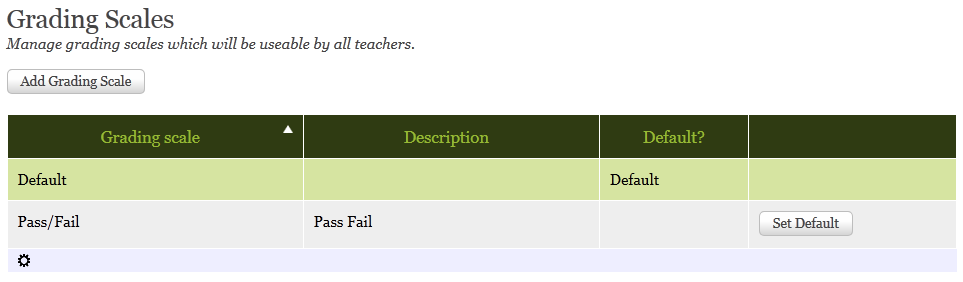 Grading Scales
Manage grading scales which will be useable by all teachers.
Add Grading Scale
Grading scale Description Default?
Default Default
Pass/Fail Pass Fail Set Default